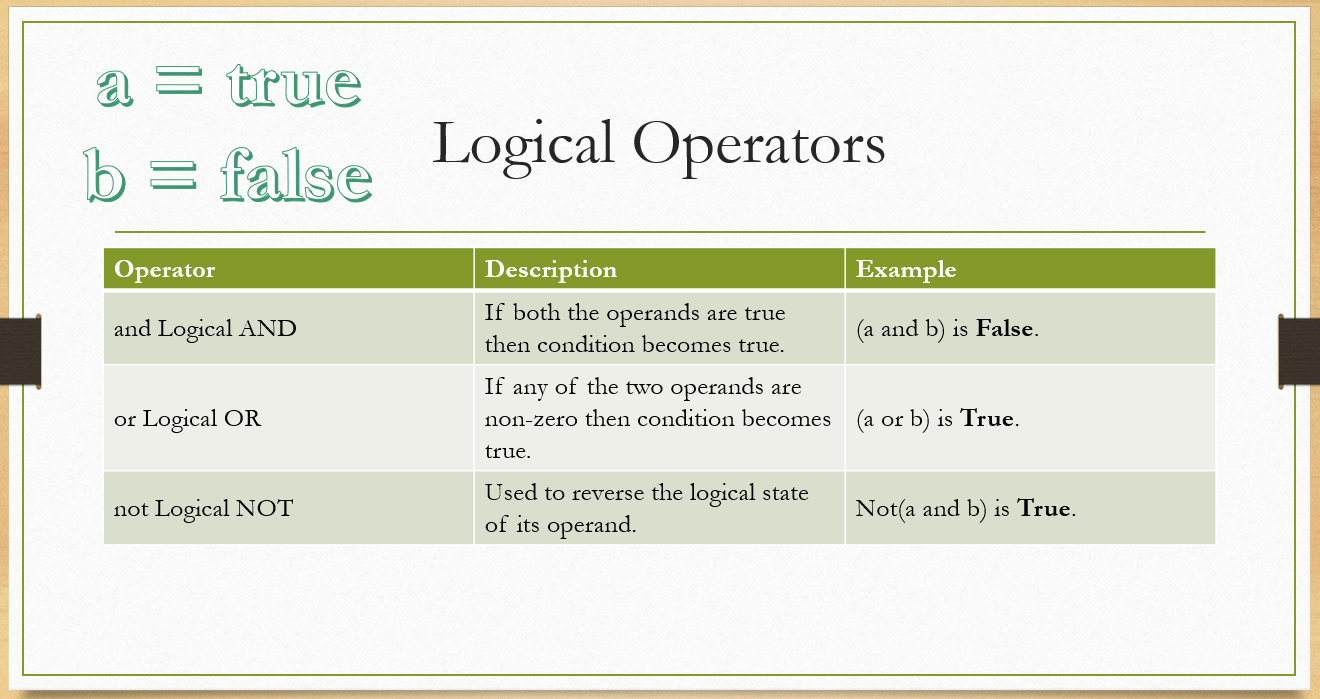 a = true
b = false
Logical Operators
Operator
Description
Example
and Logical AND
If both the operands are true
then condition becomes true.
(a and b) is False.
or Logical OR
If any of the two operands are
non-zero then condition becomes
true.
(a or b) is True.
not Logical NOT
Used to reverse the logical state
of its operand.
Not(a and b) is True.